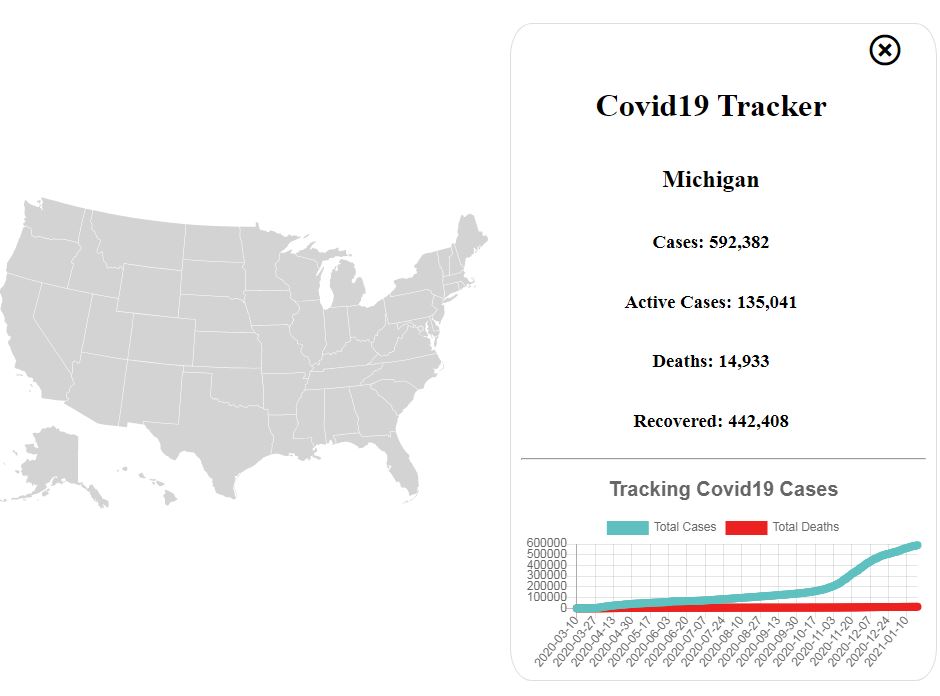 Covid19 Tracker
Michigan
Cases: 592,382
Active Cases: 135,041
Deaths: 14,933
Recovered: 442,408
Tracking Covid19 Cases
Total Cases Total Deaths
600000
500000
400000
300000
200000
100000
0
2020-03-10 2020-03-27 2020-04-13 2020-04-30 2020-05-17 2020-06-03 2020-06-20 2020-07-07 2020-07-24 2020-08-10 2020-08-27 2020-09-13 2020-09-30 2020-10-17 2020-11-03 2020-11-20 2020-12-07 2020-12-24 2021-01-10